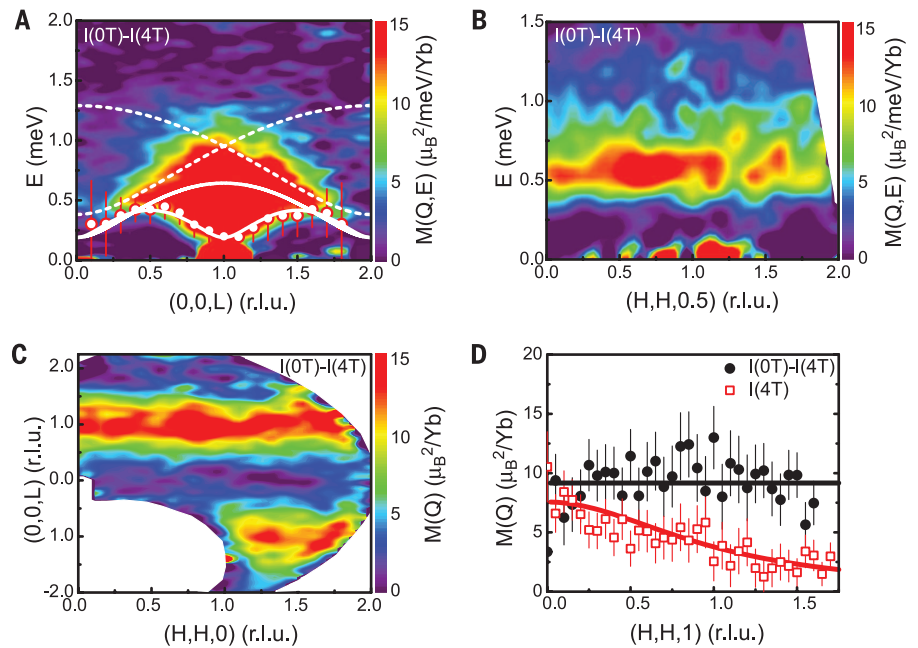 A
I(0T)-I(4T)
E (meV)
2.0
1.5
1.0
0.5
0.0
0.0 0.5 1.0 1.5 2.0
(0,0,L) (r.l.u.)
15
10
5
0
M(Q,E) (μB²/meV/Yb)
B
I(0T)-I(4T)
E (meV)
1.5
1.0
0.5
0.0
0.0 0.5 1.0 1.5 2.0
(H,H,0.5) (r.l.u.)
15
10
5
0
M(Q,E) (μB²/meV/Yb)
C
I(0T)-I(4T)
(0,0,L) (r.l.u.)
2.0
1.0
0.0
-1.0
-2.0
0.0 0.5 1.0 1.5 2.0
(H,H,0) (r.l.u.)
15
10
5
0
M(Q) (μB²/Yb)
D
I(0T)-I(4T)
I(4T)
M(Q) (μB²/Yb)
20
15
10
5
0
0.0 0.5 1.0 1.5
(H,H,1) (r.l.u.)